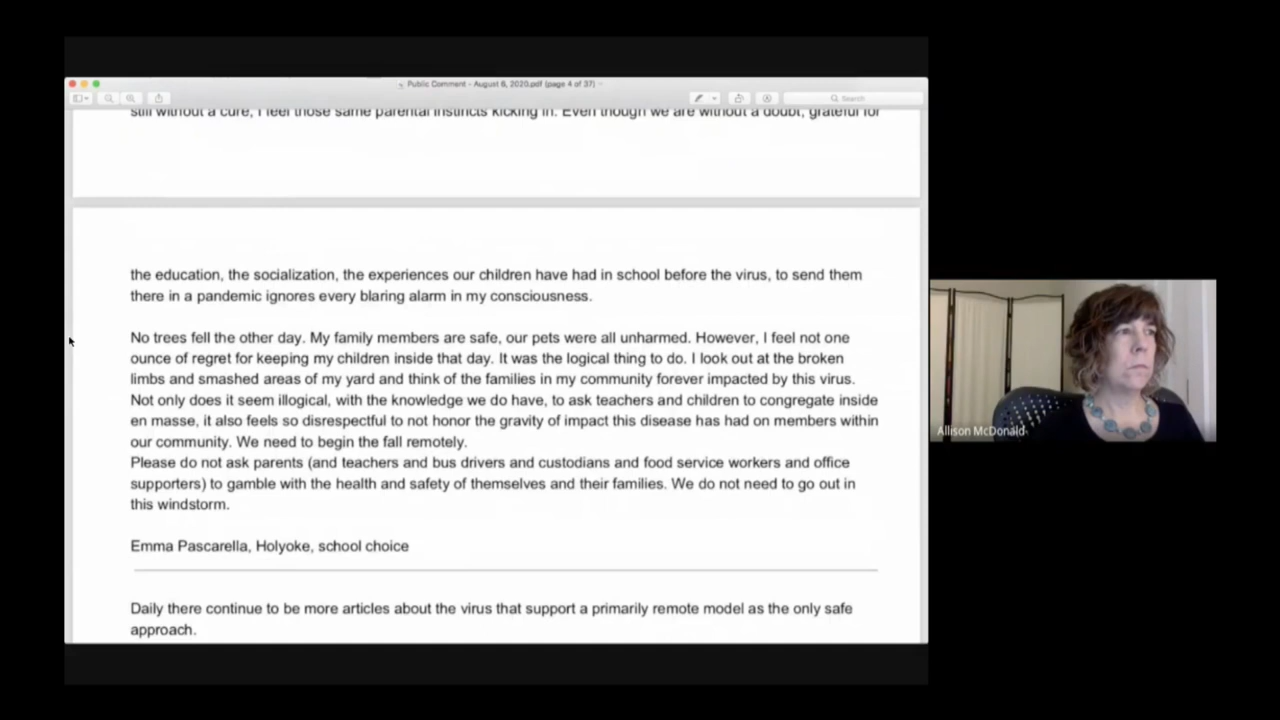 Public Comment - August 6, 2020.pdf (page 4 of 37)
Search
still without a cure, I feel those same parental instincts kicking in. Even though we are without a doubt, grateful for
the education, the socialization, the experiences our children have had in school before the virus, to send them
there in a pandemic ignores every blaring alarm in my consciousness.
No trees fell the other day. My family members are safe, our pets were all unharmed. However, I feel not one
ounce of regret for keeping my children inside that day. It was the logical thing to do. I look out at the broken
limbs and smashed areas of my yard and think of the families in my community forever impacted by this virus.
Not only does it seem illogical, with the knowledge we do have, to ask teachers and children to congregate inside
en masse, it also feels so disrespectful to not honor the gravity of impact this disease has had on members within
our community. We need to begin the fall remotely.
Please do not ask parents (and teachers and bus drivers and custodians and food service workers and office
supporters) to gamble with the health and safety of themselves and their families. We do not need to go out in
this windstorm.
Emma Pascarella, Holyoke, school choice
Daily there continue to be more articles about the virus that support a primarily remote model as the only safe
approach.
Allison McDonald